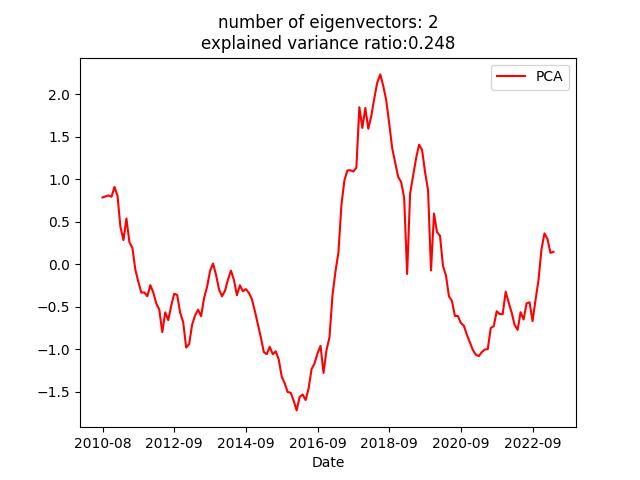 number of eigenvectors: 2
explained variance ratio:0.248
PCA
2.0
1.5
1.0
0.5
0.0
−0.5
−1.0
−1.5
2010-08 2012-09 2014-09 2016-09 2018-09 2020-09 2022-09
Date